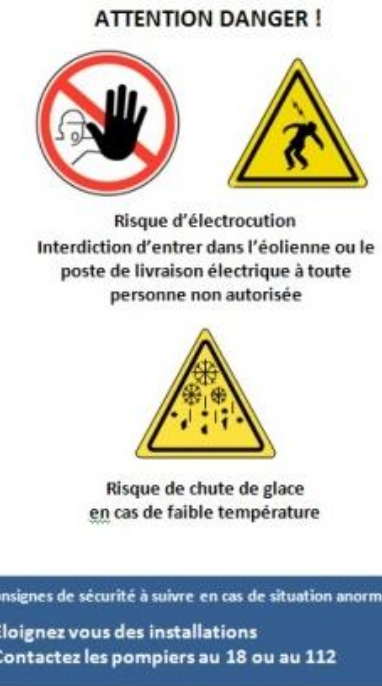 ATTENTION DANGER !
Risque d'électrocution
Interdiction d'entrer dans l'éolienne ou le
poste de livraison électrique à toute
personne non autorisée
Risque de chute de glace
en cas de faible température
nsignes de sécurité à suivre en cas de situation anorm
Eloignez vous des installations
Contactez les pompiers au 18 ou au 112